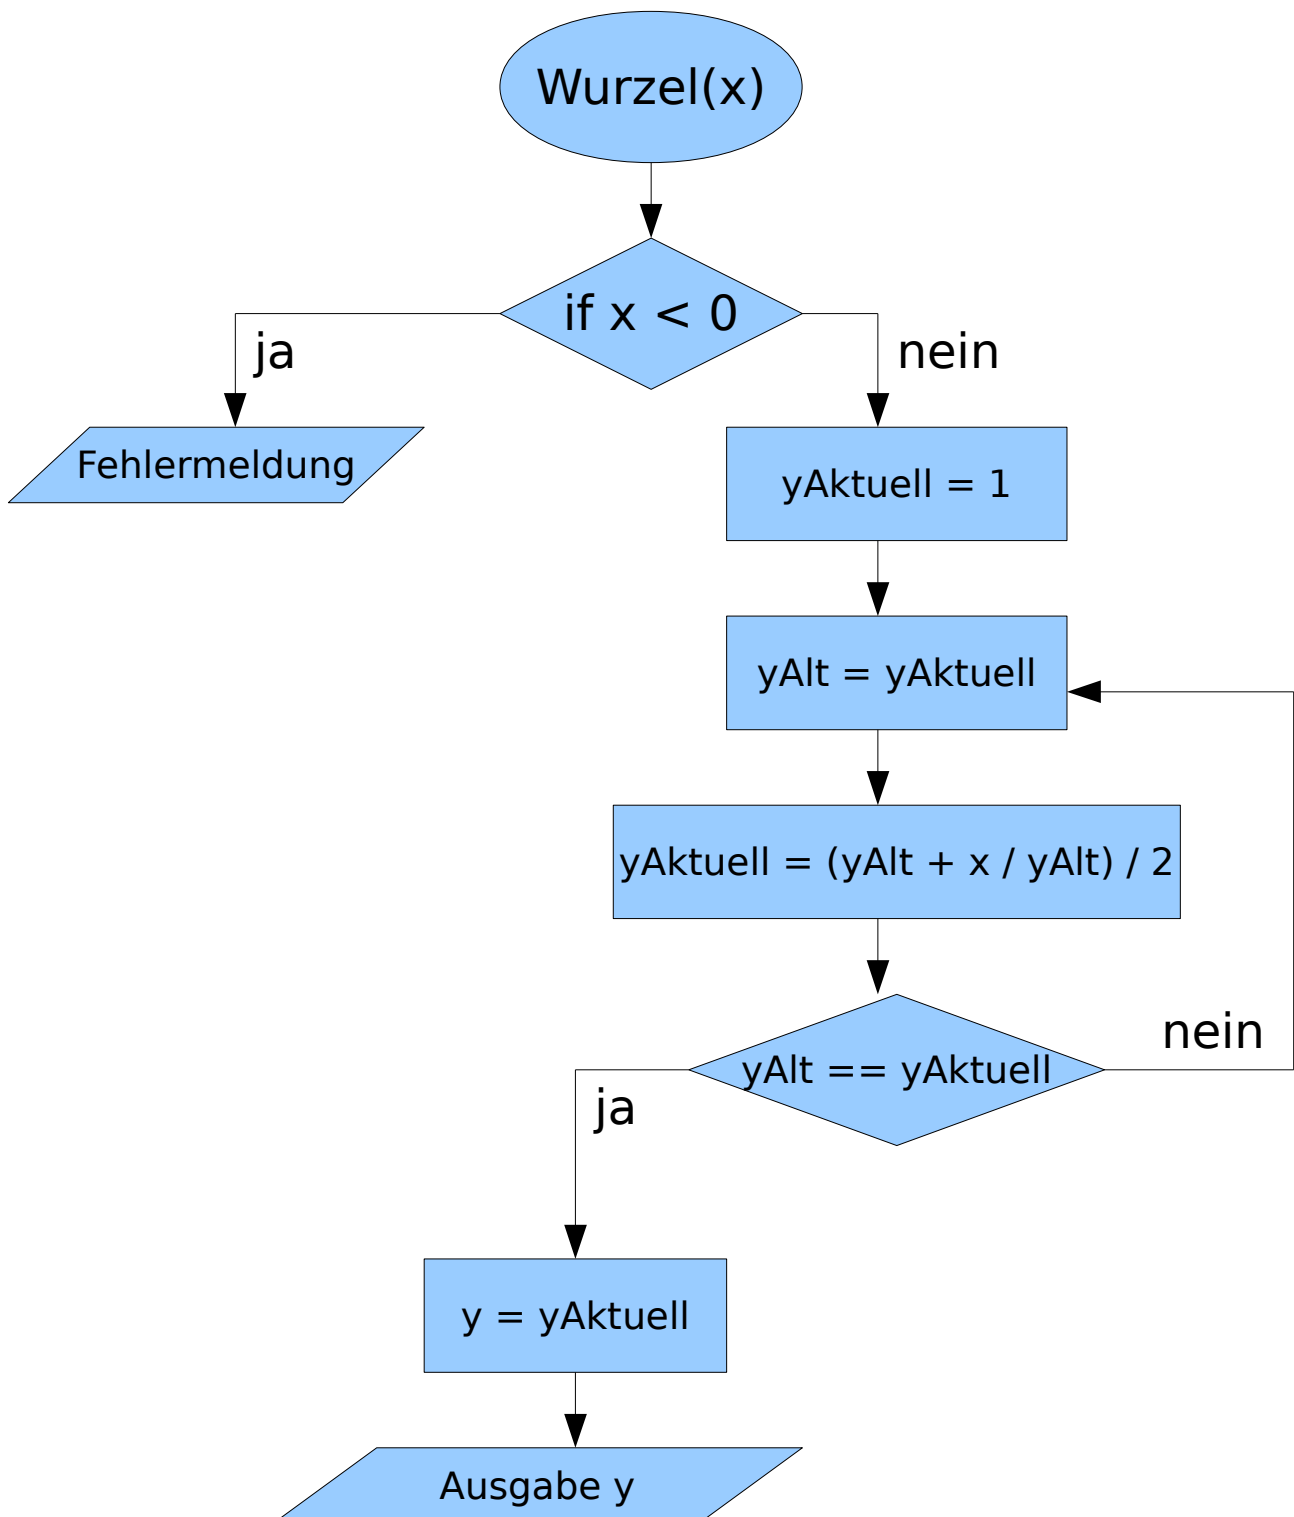 Wurzel(x)
if x < 0
ja
nein
Fehlermeldung
yAktuell = 1
yAlt = yAktuell
yAktuell = (yAlt + x / yAlt) / 2
yAlt == yAktuell
nein
ja
y = yAktuell
Ausgabe y